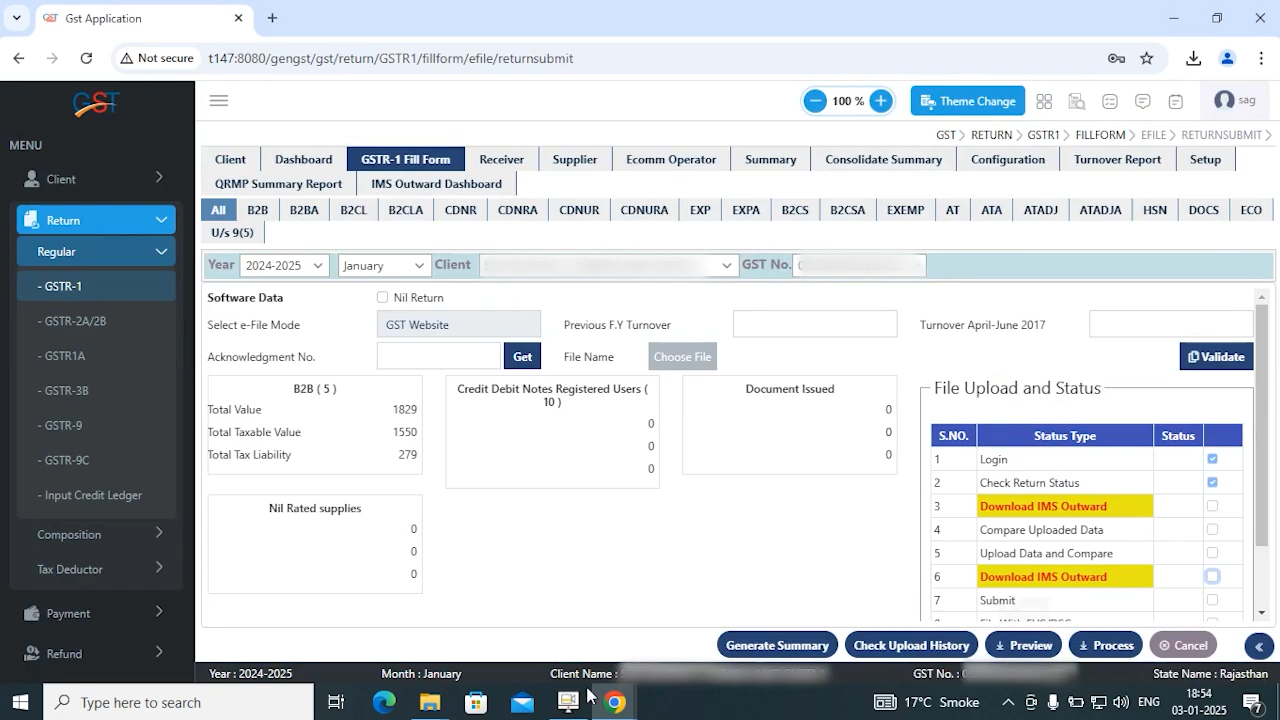 Gst Application
Not secure t147:8080/gengst/gst/return/GSTR1/fillform/efile/returnsubmit
GST
100 % Theme Change sag
MENU
GST RETURN GSTR1 FILLFORM EFILE RETURNSUBMIT
Client
Return
Regular
- GSTR-1
- GSTR-2A/2B
- GSTR1A
- GSTR-3B
- GSTR-9
- GSTR-9C
- Input Credit Ledger
Composition
Tax Deductor
Payment
Refund
Client Dashboard GSTR-1 Fill Form Receiver Supplier Ecomm Operator Summary Consolidate Summary Configuration Turnover Report Setup
QRMP Summary Report IMS Outward Dashboard
All B2B B2BA B2CL B2CLA CDNR CDNRA CDNUR CDNURA EXP EXPA B2CS B2CSA EXEMP AT ATA ATADJ ATADJA HSN DOCS ECO
U/s 9(5)
Year 2024-2025 January Client GST No. 0
Software Data Nil Return
Select e-File Mode GST Website Previous F.Y Turnover Turnover April-June 2017
Acknowledgment No. Get File Name Choose File Validate
B2B ( 5 )
Total Value 1829
Total Taxable Value 1550
Total Tax Liability 279
Credit Debit Notes Registered Users (
10 )
0
0
0
Document Issued
0
0
0
Nil Rated supplies
0
0
0
File Upload and Status
S.NO. Status Type Status
1 Login
2 Check Return Status
3 Download IMS Outward
4 Compare Uploaded Data
5 Upload Data and Compare
6 Download IMS Outward
7 Submit
Generate Summary Check Upload History Preview Process Cancel
Year : 2024-2025 Month : January Client Name : GST No. : 0 State Name : Rajasthan
Type here to search 17°C Smoke ENG 18:54
03-01-2025